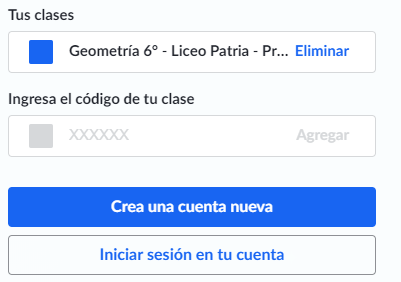 Tus clases
Geometría 6° - Liceo Patria - Pr... Eliminar
Ingresa el código de tu clase
XXXXXX Agregar
Crea una cuenta nueva
Iniciar sesión en tu cuenta